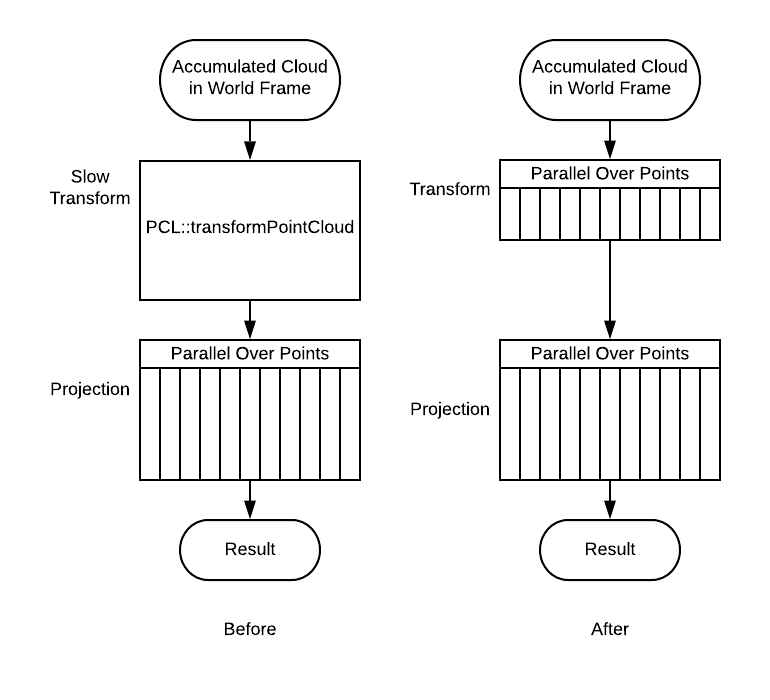 Accumulated Cloud
in World Frame
Slow
Transform
PCL::transformPointCloud
Parallel Over Points
Projection
Result
Before
Accumulated Cloud
in World Frame
Parallel Over Points
Transform
Parallel Over Points
Projection
Result
After